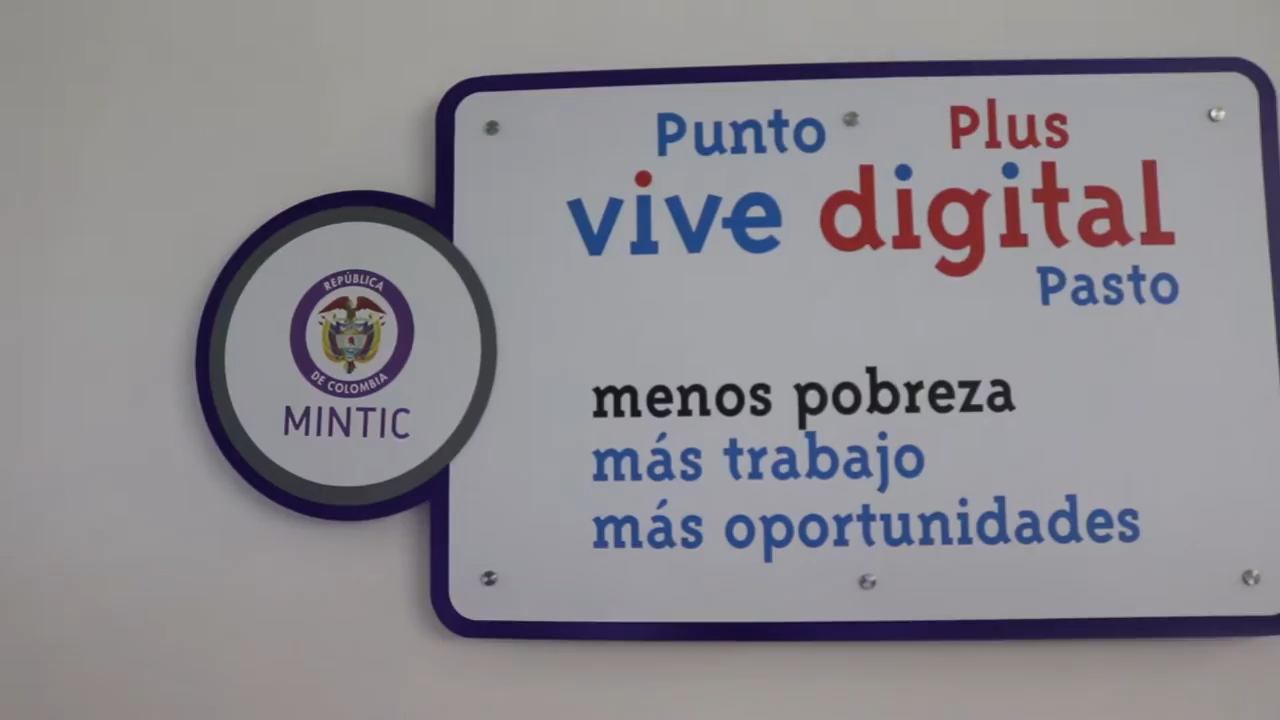 Punto Plus
vive digital
Pasto
REPÚBLICA
DE COLOMBIA
MINTIC
menos pobreza
más trabajo
más oportunidades